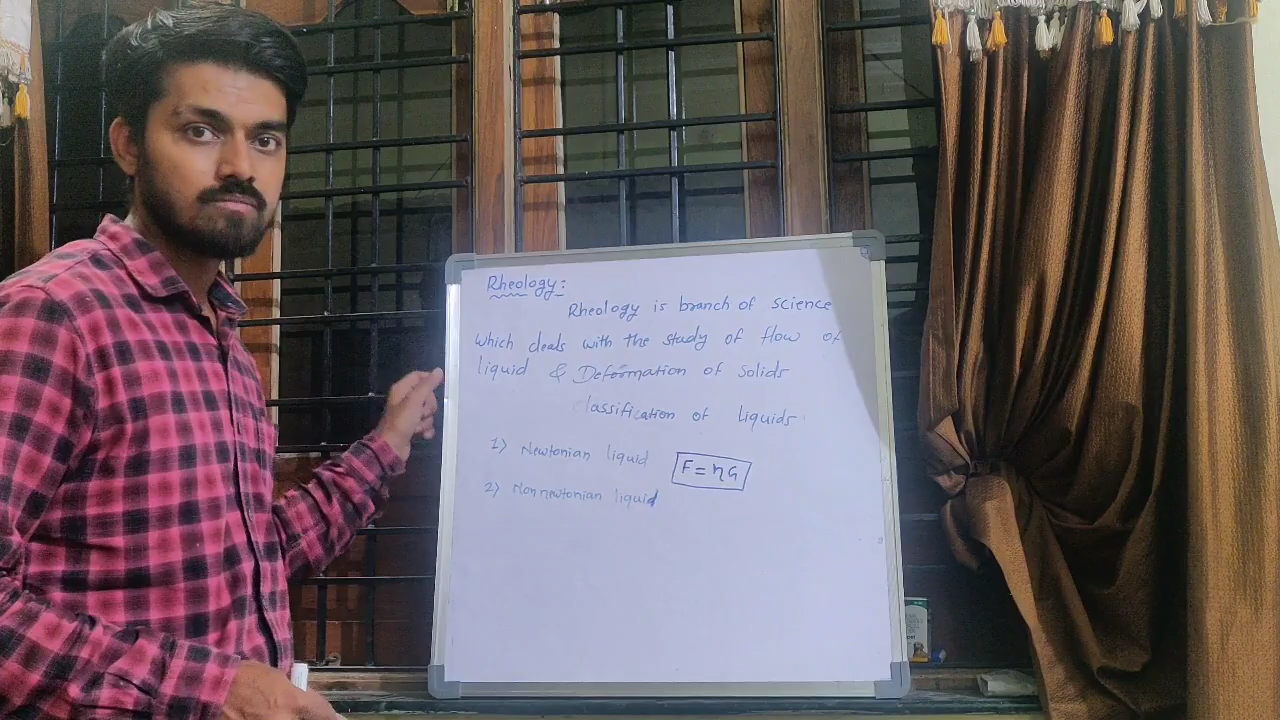 Rheology:
Rheology is branch of science
which deals with the study of flow of
liquid & Deformation of solids
classification of liquids
1) Newtonian liquid
F = ηG
2) Non newtonian liquid